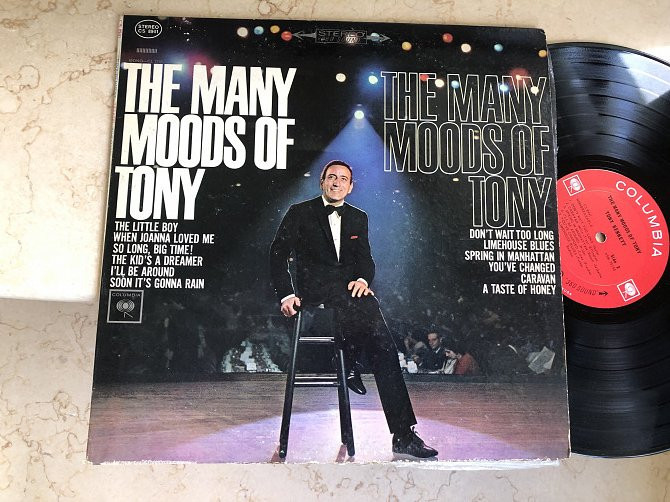 STEREO
CS 8941
STEREO
THE MANY
MOODS OF
TONY
THE LITTLE BOY
WHEN JOANNA LOVED ME
SO LONG, BIG TIME!
THE KID'S A DREAMER
I'LL BE AROUND
SOON IT'S GONNA RAIN
COLUMBIA
THE MANY
MOODS OF
TONY
DON'T WAIT TOO LONG
LIMEHOUSE BLUES
SPRING IN MANHATTAN
YOU'VE CHANGED
CARAVAN
A TASTE OF HONEY
COLUMBIA
THE MANY MOODS OF TONY
TONY BENNETT
360 SOUND